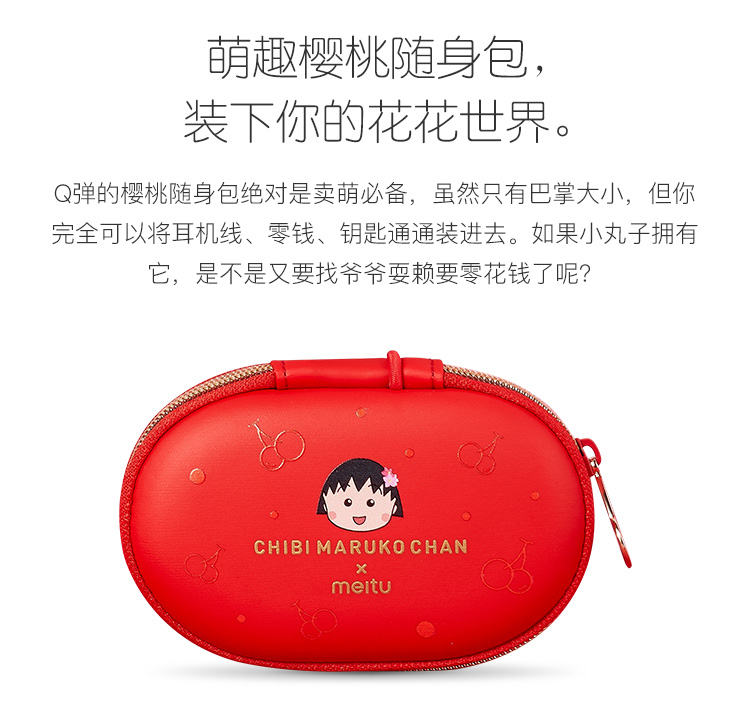 萌趣樱桃随身包，
装下你的花花世界。
Q弹的樱桃随身包绝对是卖萌必备，虽然只有巴掌大小，但你
完全可以将耳机线、零钱、钥匙通通装进去。如果小丸子拥有
它，是不是又要找爷爷耍赖要零花钱了呢？
CHIBI MARUKO CHAN
×
meitu